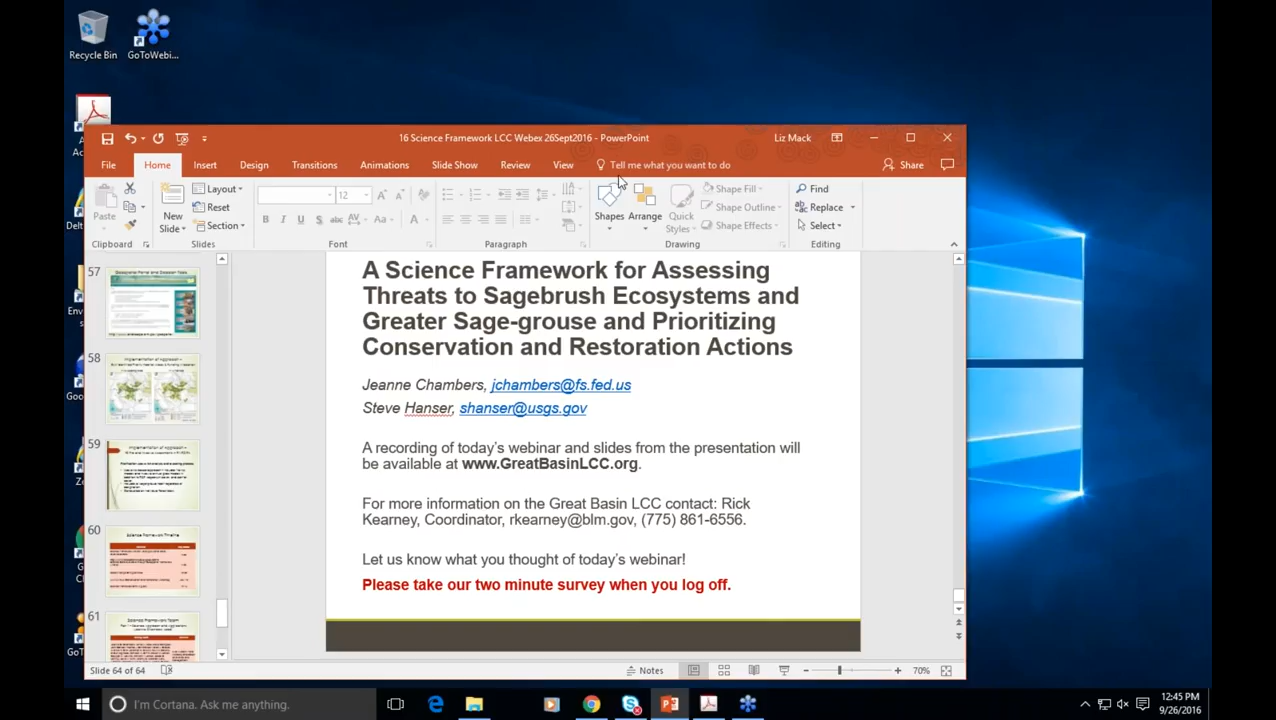 Recycle Bin
GoToWebi...
16 Science Framework LCC Webex 26Sept2016 - PowerPoint
Liz Mack
File Home Insert Design Transitions Animations Slide Show Review View Tell me what you want to do Share
Paste
New
Slide
Layout
Reset
Section
12
Shapes
Arrange
Quick
Styles
Shape Fill
Shape Outline
Shape Effects
Find
Replace
Select
Clipboard Slides Font Paragraph Drawing Editing
57
58
59
60
Science Framework Timeline
61
Science Framework Team
A Science Framework for Assessing
Threats to Sagebrush Ecosystems and
Greater Sage-grouse and Prioritizing
Conservation and Restoration Actions
Jeanne Chambers, jchambers@fs.fed.us
Steve Hanser, shanser@usgs.gov
A recording of today's webinar and slides from the presentation will
be available at www.GreatBasinLCC.org.
For more information on the Great Basin LCC contact: Rick
Kearney, Coordinator, rkearney@blm.gov, (775) 861-6556.
Let us know what you thought of today's webinar!
Please take our two minute survey when you log off.
Slide 64 of 64
Notes
70%
I'm Cortana. Ask me anything.
12:45 PM
9/26/2016